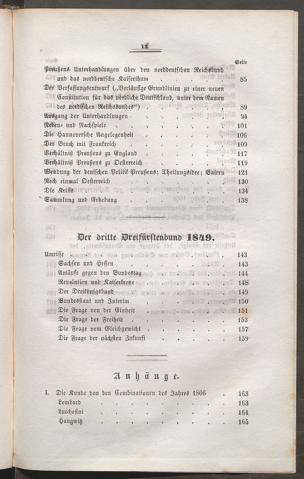 VI
Seite
Preußens Unterhandlungen über den norddeutschen Reichsbund
und das norddeutsche Kaiserthum . . . . . 85
Der Verfassungsentwurf („Vorläufige Grundlinien zu einer neuen
Constitution für das nördliche Deutschland, unter dem Namen
des nordischen Reichsbundes“) . . . . . 89
Ausgang der Unterhandlungen . . . . . 94
Reden und Nachspiele . . . . . 101
Die Hannoversche Angelegenheit . . . . . 106
Der Bruch mit Frankreich . . . . . 109
Verhältniß Preußens zu England . . . . . 117
Verhältniß Preußens zu Oesterreich . . . . . 119
Wendung der deutschen Politik Preußens; Theilungsidee; Baiern 121
Noch einmal Oesterreich . . . . . 130
Die Krisis . . . . . 134
Sammlung und Erhebung . . . . . 138
Der dritte Dreifürstenbund 1849.
Umrisse . . . . . 143
Sachsen und Hessen . . . . . 143
Anläufe gegen den Bundestag . . . . . 144
Revolution und Kaiserkrone . . . . . 148
Der Dreikönigsbund . . . . . 149
Bundesstaat und Interim . . . . . 150
Die Frage von der Einheit . . . . . 151
Die Frage der Freiheit . . . . . 153
Die Frage vom Gleichgewicht . . . . . 157
Die Frage der nächsten Zukunft . . . . . 159
Anhänge.
I. Die Kunde von den Combinationen des Jahres 1806 . . 163
Lombard . . . . . 163
Lucchesini . . . . . 164
Haugwitz . . . . . 165